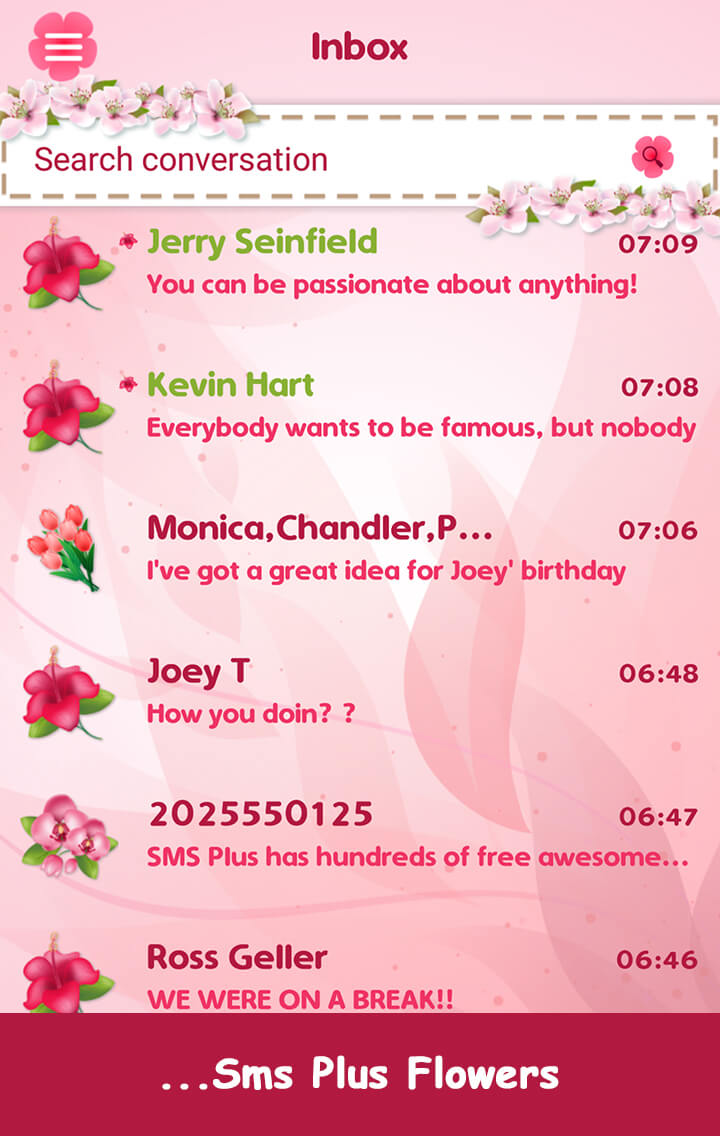 Inbox
Search conversation
Jerry Seinfield 07:09
You can be passionate about anything!
Kevin Hart 07:08
Everybody wants to be famous, but nobody
Monica,Chandler,P... 07:06
I've got a great idea for Joey' birthday
Joey T 06:48
How you doin? ?
2025550125 06:47
SMS Plus has hundreds of free awesome...
Ross Geller 06:46
WE WERE ON A BREAK!!
...Sms Plus Flowers